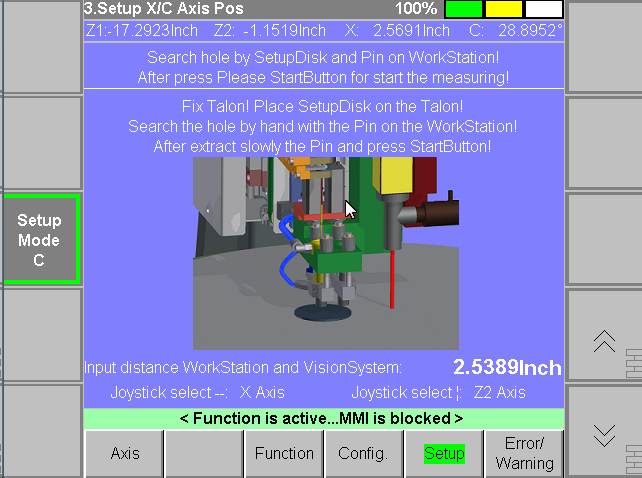 3.Setup X/C Axis Pos 100%
Z1:-17.2923Inch Z2: -1.1519Inch X: 2.5691Inch C: 28.8952°
Search hole by SetupDisk and Pin on WorkStation!
After press Please StartButton for start the measuring!
Fix Talon! Place SetupDisk on the Talon!
Search the hole by hand with the Pin on the WorkStation!
After extract slowly the Pin and press StartButton!
Setup
Mode
C
Input distance WorkStation and VisionSystem: 2.5389Inch
Joystick select --: X Axis Joystick select ¦: Z2 Axis
< Function is active...MMI is blocked >
Axis Function Config. Setup Error/
Warning